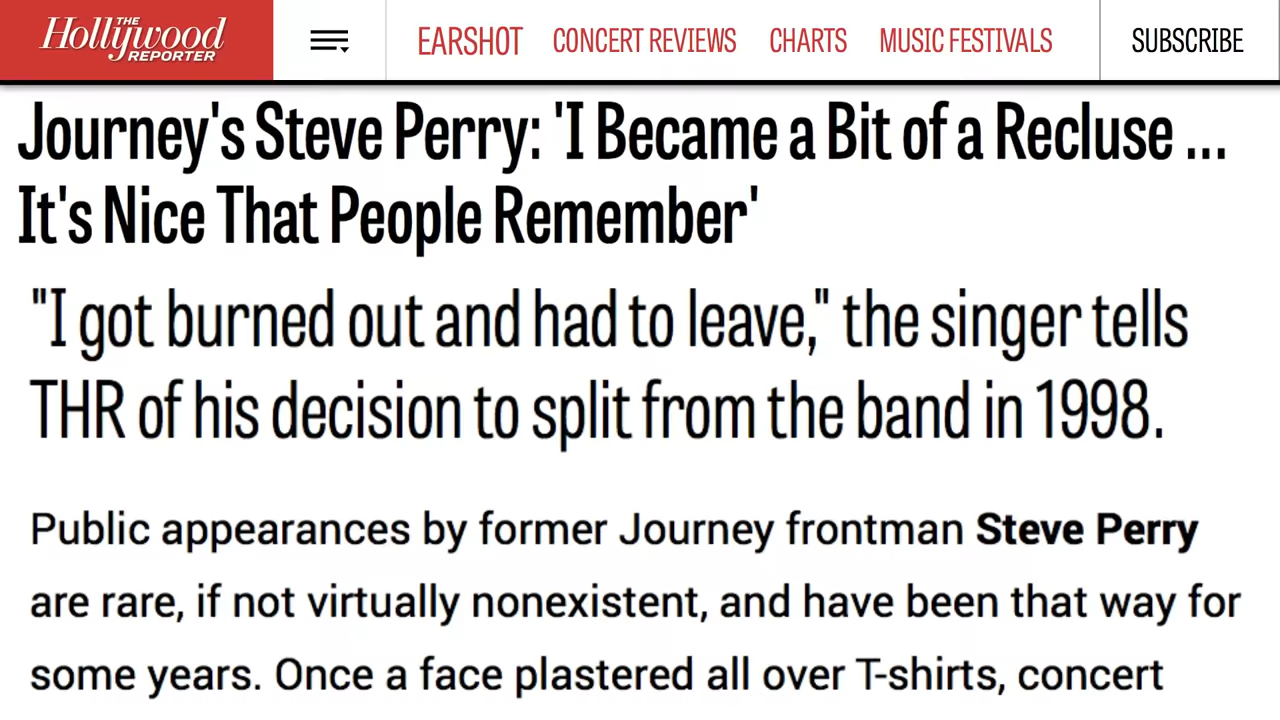 THE
Hollywood
REPORTER
EARSHOT CONCERT REVIEWS CHARTS MUSIC FESTIVALS SUBSCRIBE
Journey's Steve Perry: 'I Became a Bit of a Recluse ...
It's Nice That People Remember'
"I got burned out and had to leave," the singer tells
THR of his decision to split from the band in 1998.
Public appearances by former Journey frontman Steve Perry
are rare, if not virtually nonexistent, and have been that way for
some years. Once a face plastered all over T-shirts, concert